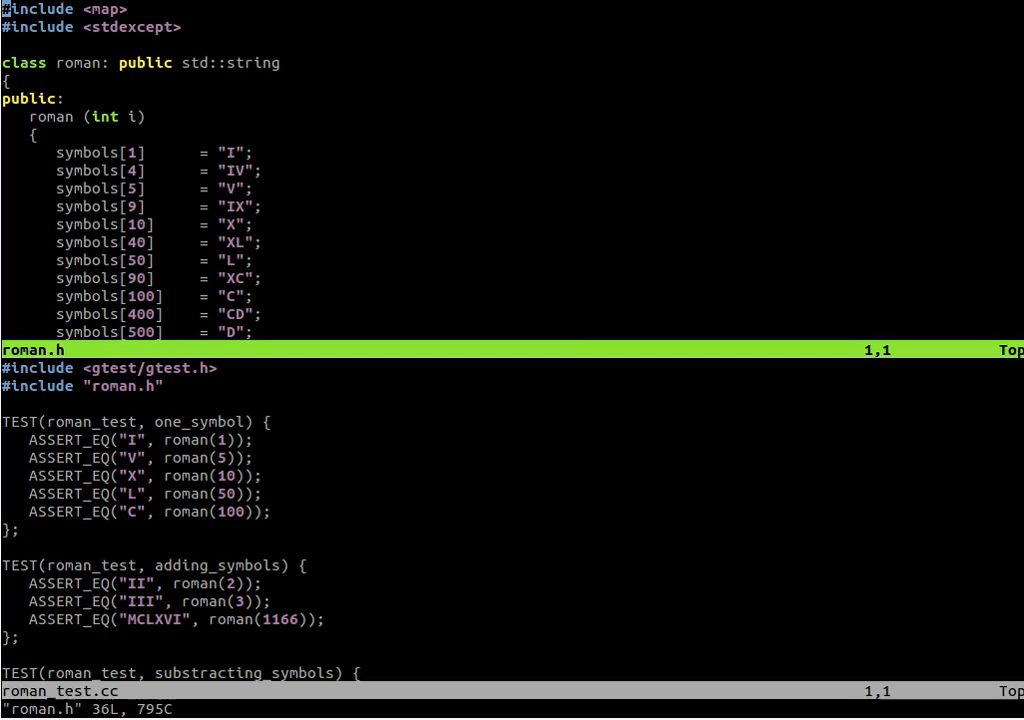 #include <map>
#include <stdexcept>
class roman: public std::string
{
public:
   roman (int i)
   {
      symbols[1]      = "I";
      symbols[4]      = "IV";
      symbols[5]      = "V";
      symbols[9]      = "IX";
      symbols[10]     = "X";
      symbols[40]     = "XL";
      symbols[50]     = "L";
      symbols[90]     = "XC";
      symbols[100]    = "C";
      symbols[400]    = "CD";
      symbols[500]    = "D";
roman.h 1,1 Top
#include <gtest/gtest.h>
#include "roman.h"
TEST(roman_test, one_symbol) {
   ASSERT_EQ("I", roman(1));
   ASSERT_EQ("V", roman(5));
   ASSERT_EQ("X", roman(10));
   ASSERT_EQ("L", roman(50));
   ASSERT_EQ("C", roman(100));
};
TEST(roman_test, adding_symbols) {
   ASSERT_EQ("II", roman(2));
   ASSERT_EQ("III", roman(3));
   ASSERT_EQ("MCLXVI", roman(1166));
};
TEST(roman_test, substracting_symbols) {
roman_test.cc 1,1 Top
"roman.h" 36L, 795C